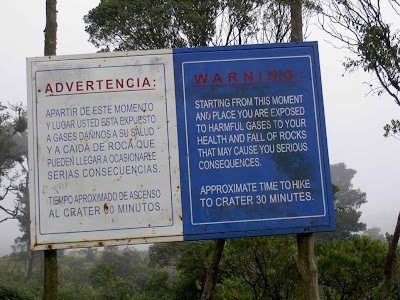 ADVERTENCIA:
APARTIR DE ESTE MOMENTO
Y LUGAR USTED ESTA EXPUESTO
A GASES DAÑINOS A SU SALUD
Y A CAIDA DE ROCA QUE
PUEDEN LLEGAR A OCASIONARLE
SERIAS CONSECUENCIAS.
TIEMPO APROXIMADO DE ASCENSO
AL CRATER 30 MINUTOS.
WARNING:
STARTING FROM THIS MOMENT
AND PLACE YOU ARE EXPOSED
TO HARMFUL GASES TO YOUR
HEALTH AND FALL OF ROCKS
THAT MAY CAUSE YOU SERIOUS
CONSEQUENCES.
APPROXIMATE TIME TO HIKE
TO CRATER 30 MINUTES.